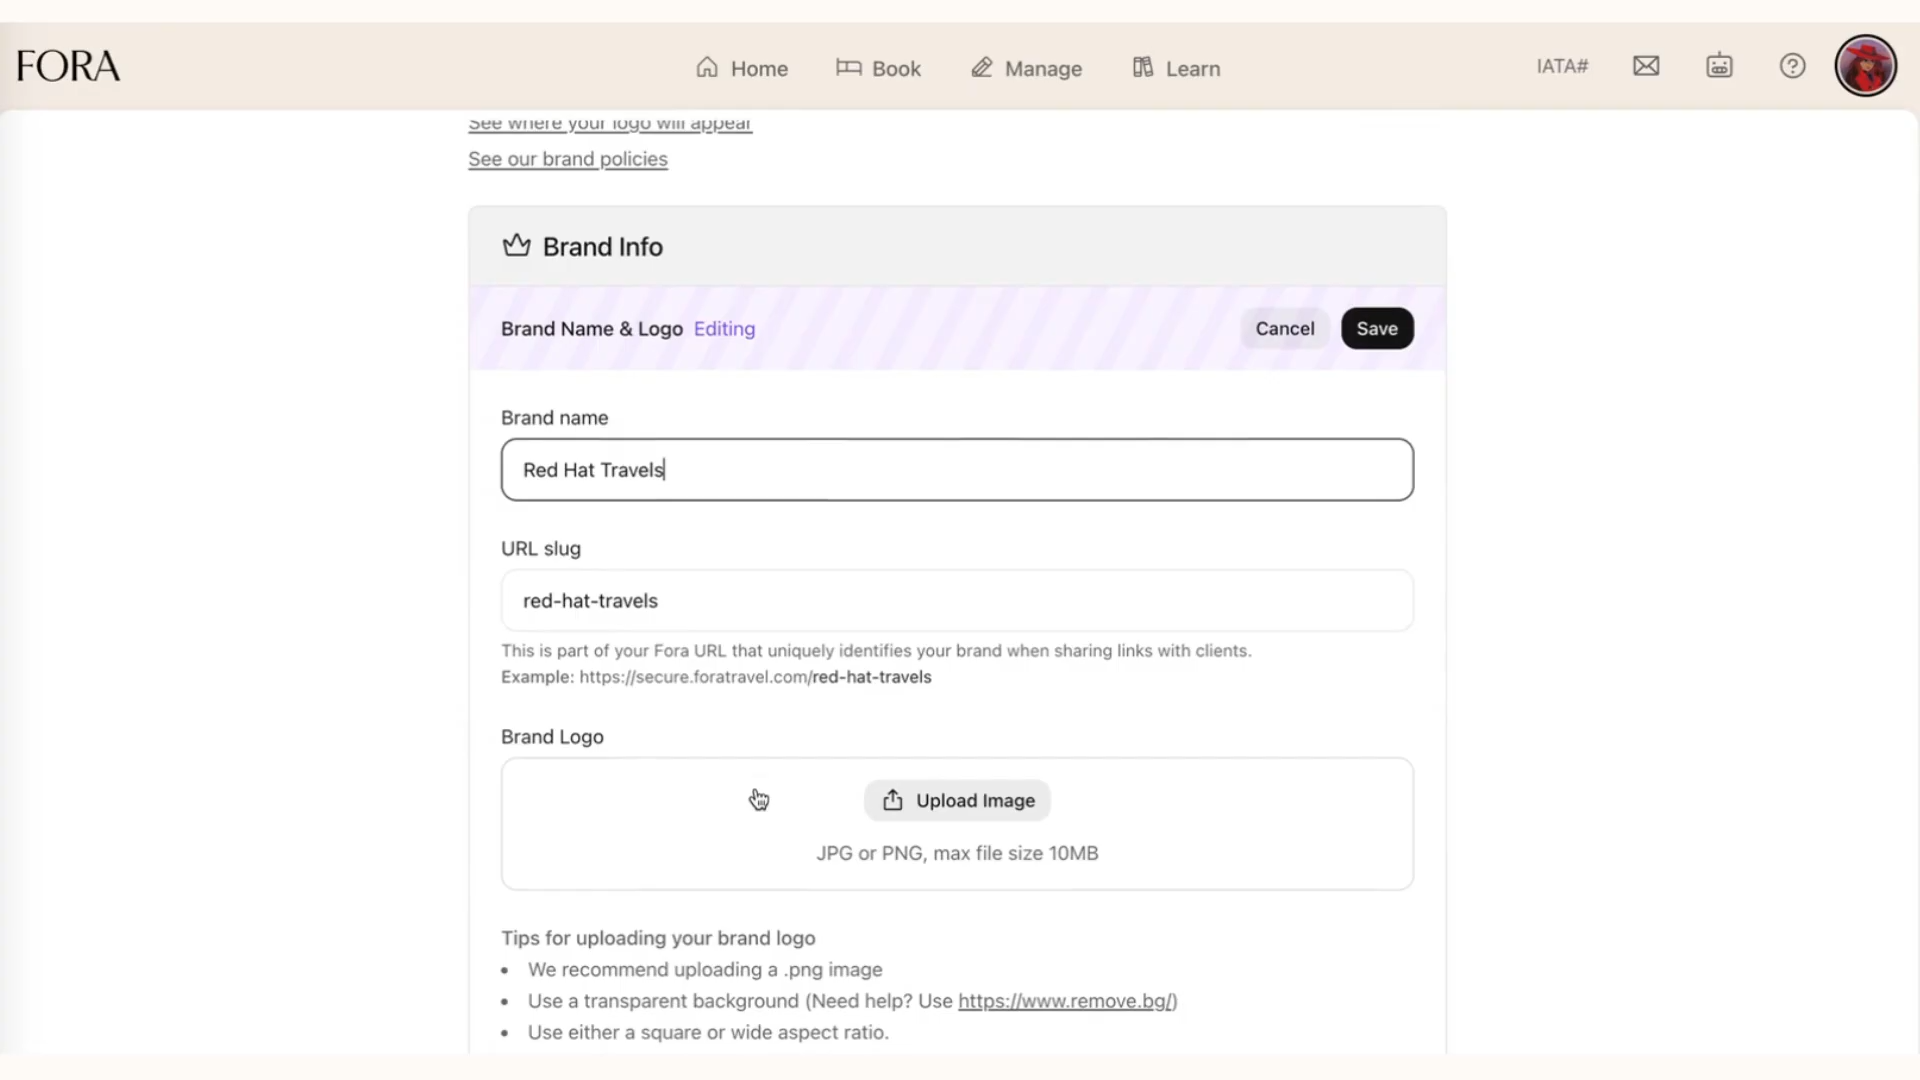 FORA
Home
Book
Manage
Learn
IATA#
See where your logo will appear
See our brand policies
Brand Info
Brand Name & Logo Editing
Cancel
Save
Brand name
Red Hat Travels
URL slug
red-hat-travels
This is part of your Fora URL that uniquely identifies your brand when sharing links with clients.
Example: https://secure.foratravel.com/red-hat-travels
Brand Logo
Upload Image
JPG or PNG, max file size 10MB
Tips for uploading your brand logo
• We recommend uploading a .png image
• Use a transparent background (Need help? Use https://www.remove.bg/)
• Use either a square or wide aspect ratio.